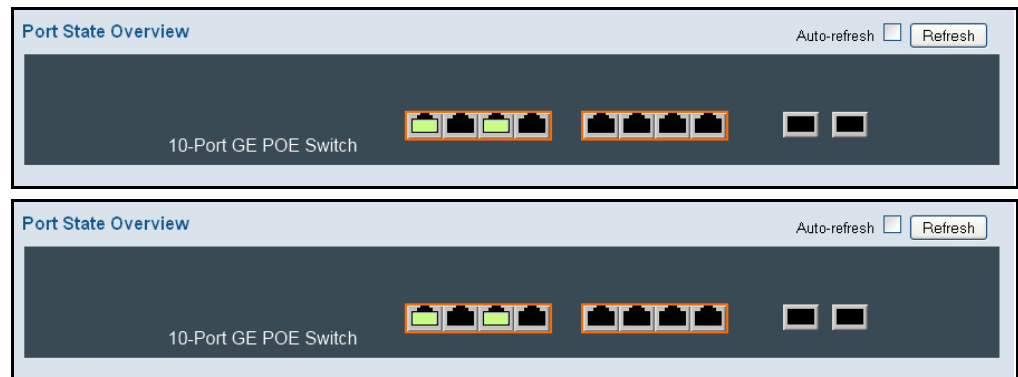 Port State Overview
Auto-refresh Refresh
10-Port GE POE Switch
Port State Overview
Auto-refresh Refresh
10-Port GE POE Switch